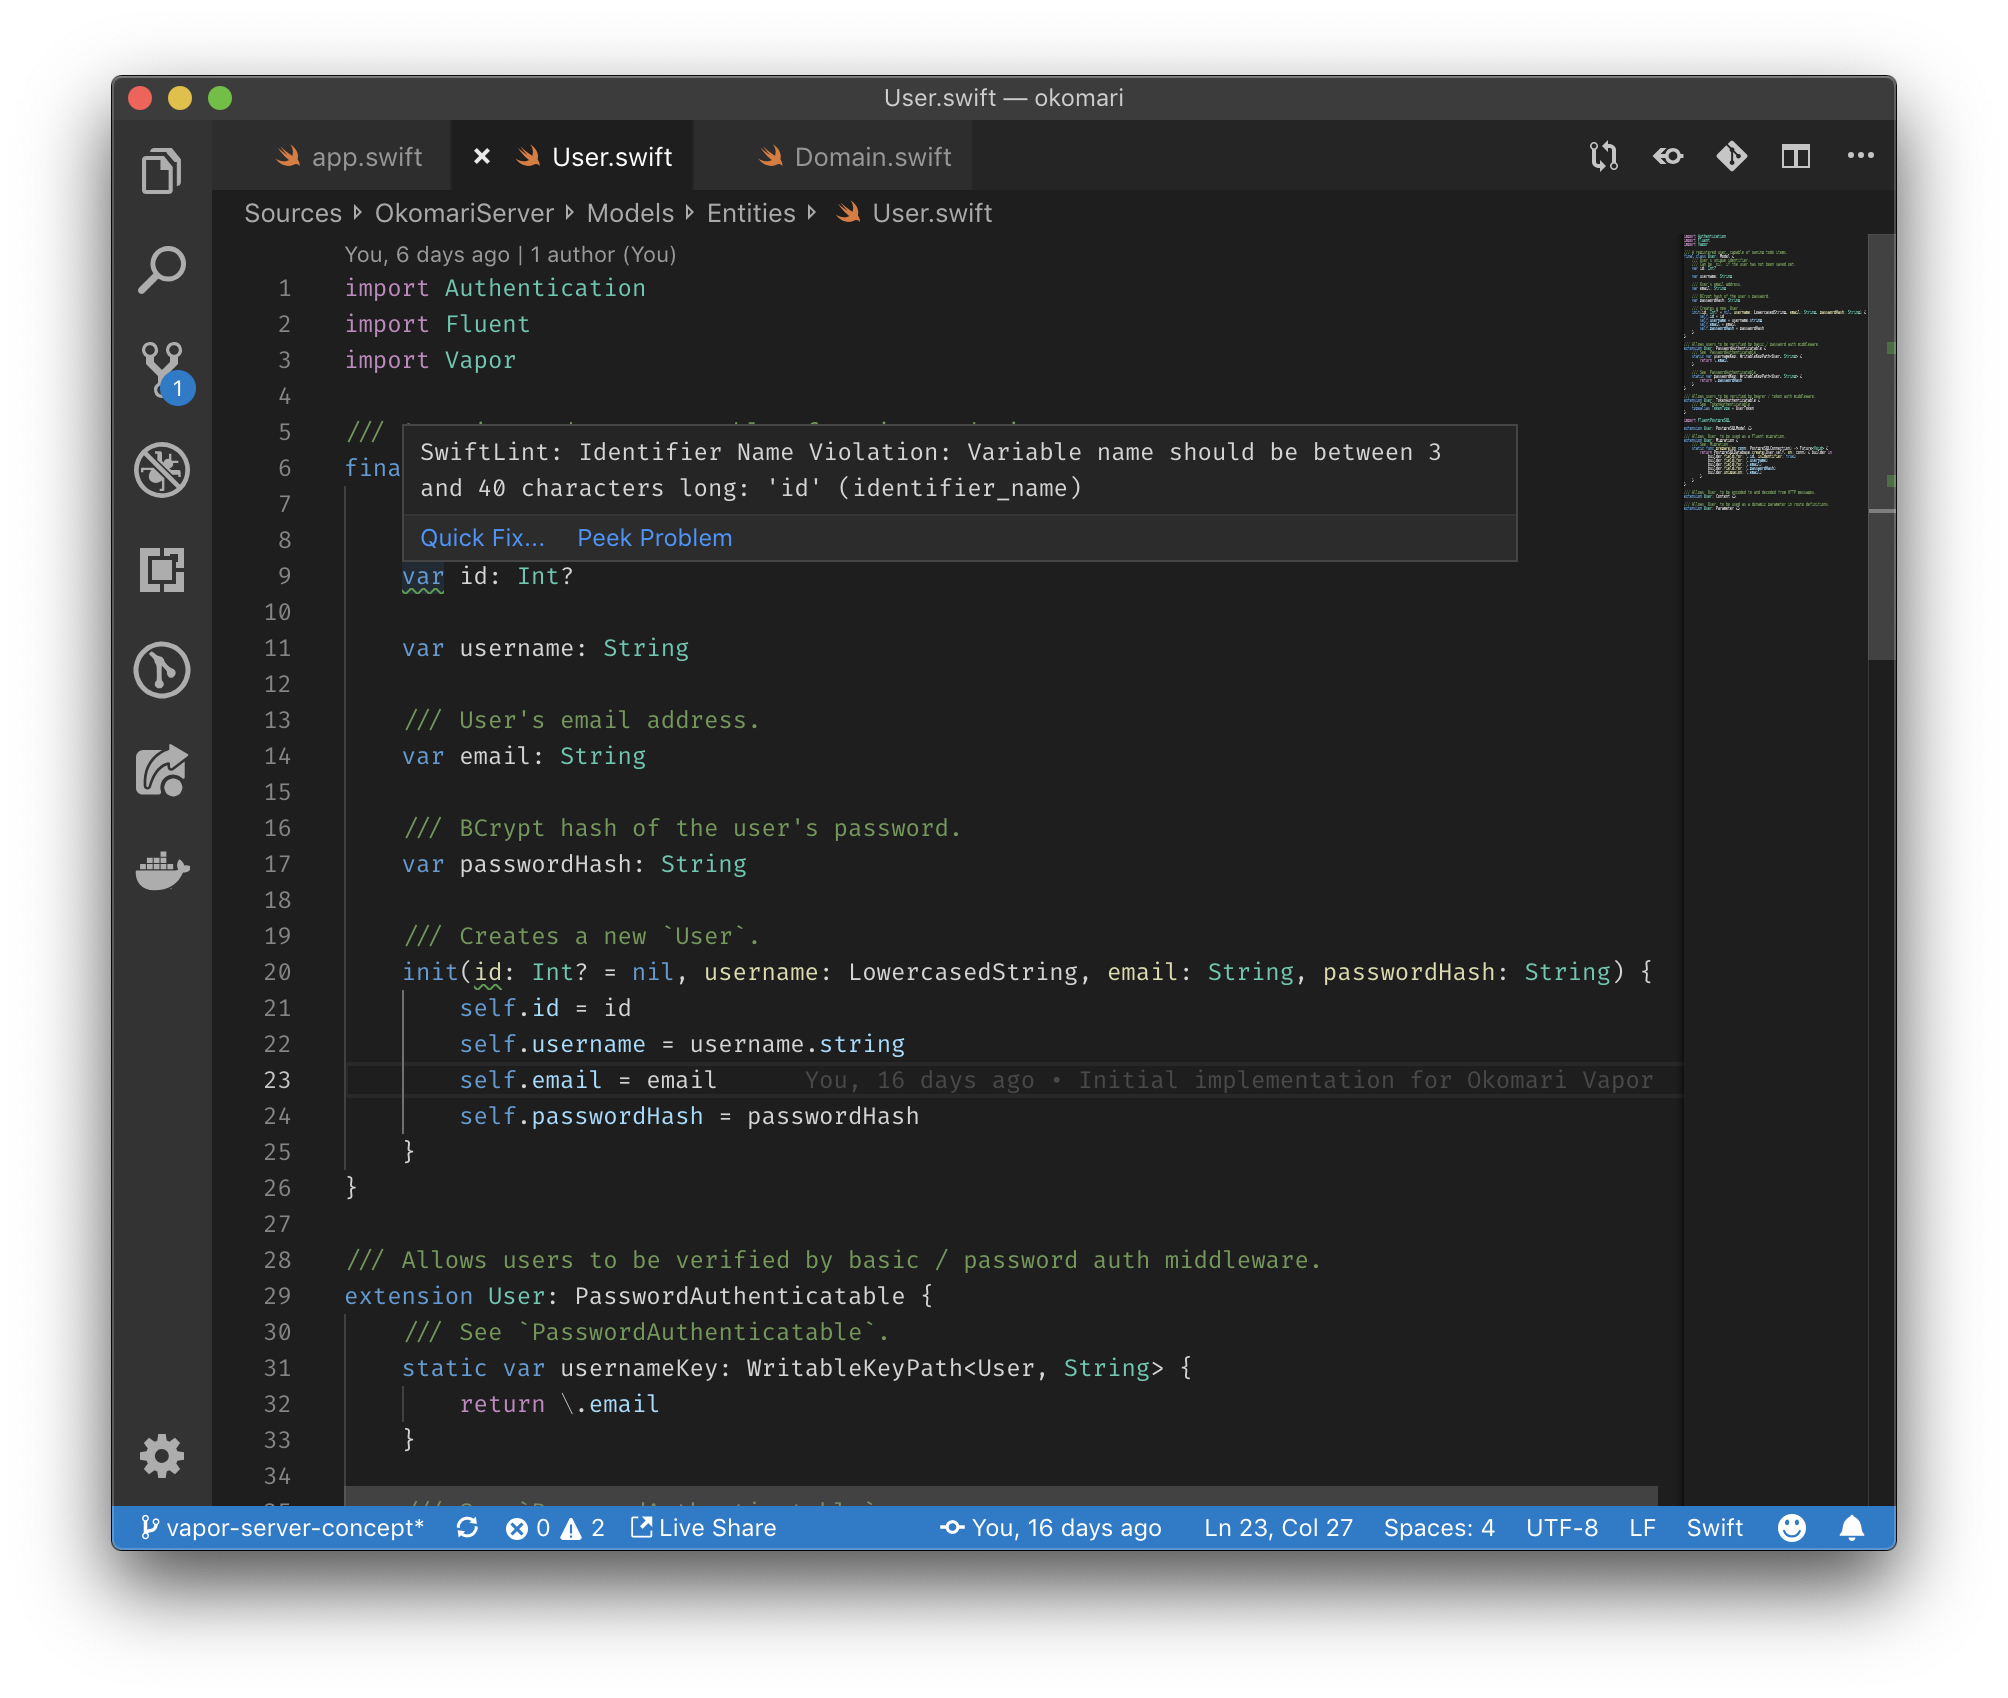 User.swift — okomari
app.swift
User.swift
Domain.swift
Sources OkomariServer Models Entities User.swift
You, 6 days ago | 1 author (You)
1 import Authentication
2 import Fluent
3 import Vapor
4
5 ///
SwiftLint: Identifier Name Violation: Variable name should be between 3
6 fina
and 40 characters long: 'id' (identifier_name)
7
Quick Fix... Peek Problem
8
9 var id: Int?
10
11 var username: String
12
13 /// User's email address.
14 var email: String
15
16 /// BCrypt hash of the user's password.
17 var passwordHash: String
18
19 /// Creates a new `User`.
20 init(id: Int? = nil, username: LowercasedString, email: String, passwordHash: String) {
21 self.id = id
22 self.username = username.string
23 self.email = email You, 16 days ago • Initial implementation for Okomari Vapor
24 self.passwordHash = passwordHash
25 }
26 }
27
28 /// Allows users to be verified by basic / password auth middleware.
29 extension User: PasswordAuthenticatable {
30 /// See `PasswordAuthenticatable`.
31 static var usernameKey: WritableKeyPath<User, String> {
32 return \.email
33 }
34
1
vapor-server-concept* 0 2 Live Share You, 16 days ago Ln 23, Col 27 Spaces: 4 UTF-8 LF Swift